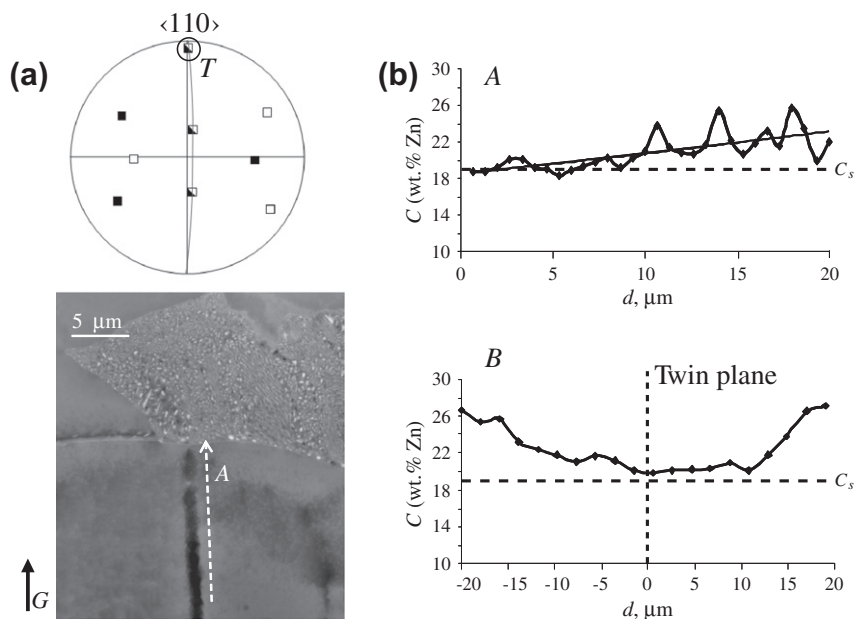 (a)
‹110›
T
5 μm
A
G
(b)
A
C (wt.% Zn)
30
26
22
18
14
10
C_s
0
5
10
15
20
d, μm
B
Twin plane
C (wt.% Zn)
30
26
22
18
14
10
C_s
-20
-15
-10
-5
0
5
10
15
20
d, μm